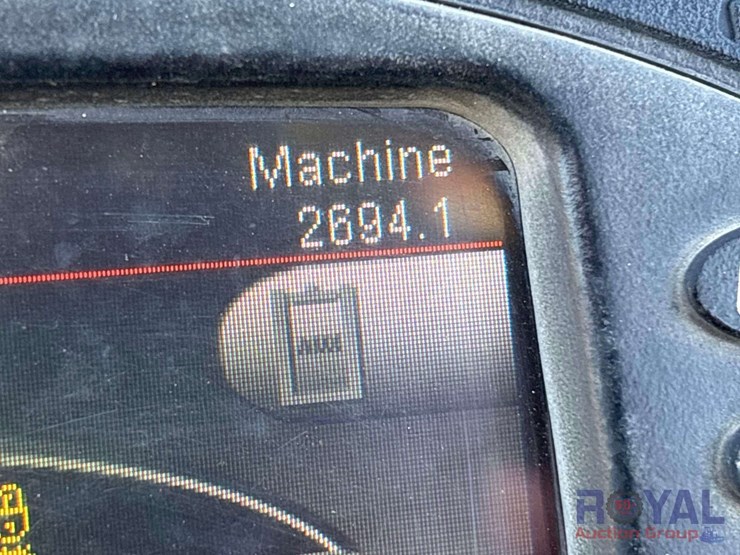 Machine
2694.1
ROYAL
Auction Group